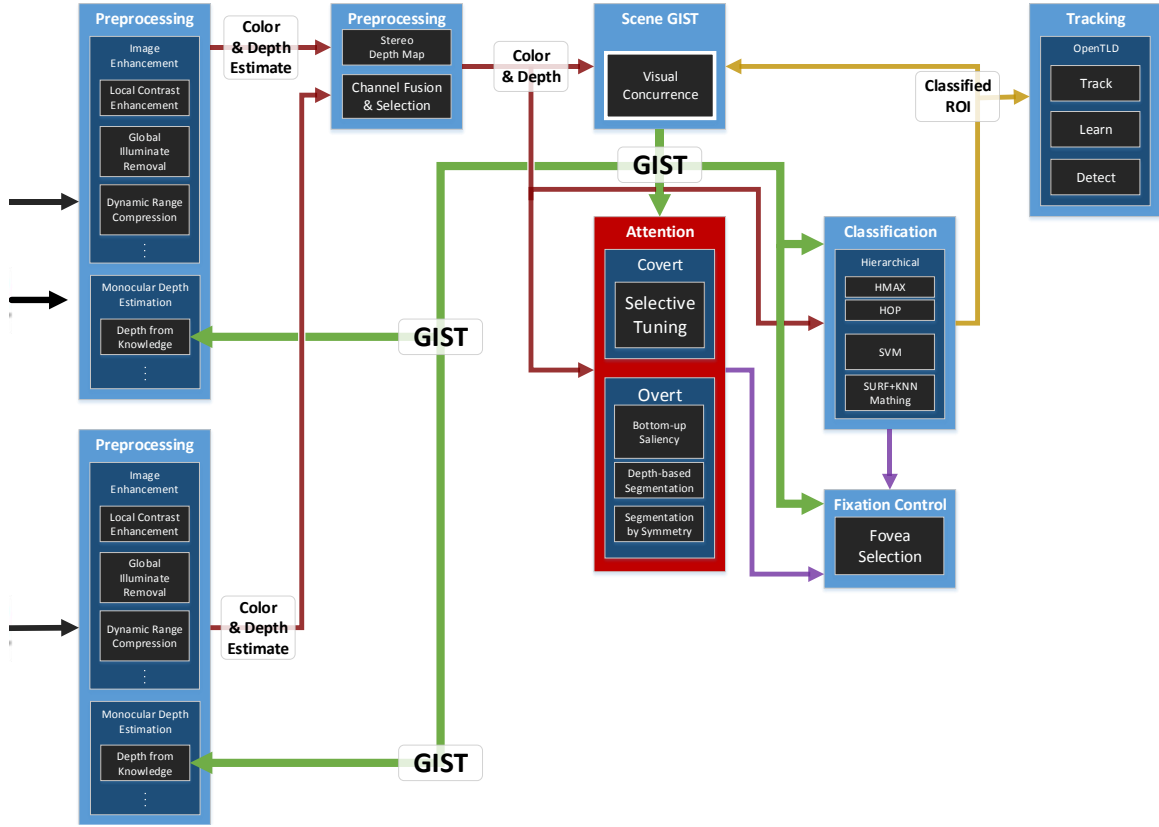 Preprocessing
Image
Enhancement
Local Contrast
Enhancement
Global
Illuminate
Removal
Dynamic Range
Compression
⋮
Monocular Depth
Estimation
Depth from
Knowledge
⋮
Color
& Depth
Estimate
Preprocessing
Stereo
Depth Map
Channel Fusion
& Selection
Color
& Depth
Scene GIST
Visual
Concurrence
Classified
ROI
Tracking
OpenTLD
Track
Learn
Detect
GIST
GIST
Attention
Covert
Selective
Tuning
Overt
Bottom-up
Saliency
Depth-based
Segmentation
Segmentation
by Symmetry
Classification
Hierarchical
HMAX
HOP
SVM
SURF+KNN
Mathing
Fixation Control
Fovea
Selection
Preprocessing
Image
Enhancement
Local Contrast
Enhancement
Global
Illuminate
Removal
Dynamic Range
Compression
⋮
Monocular Depth
Estimation
Depth from
Knowledge
⋮
Color
& Depth
Estimate
GIST